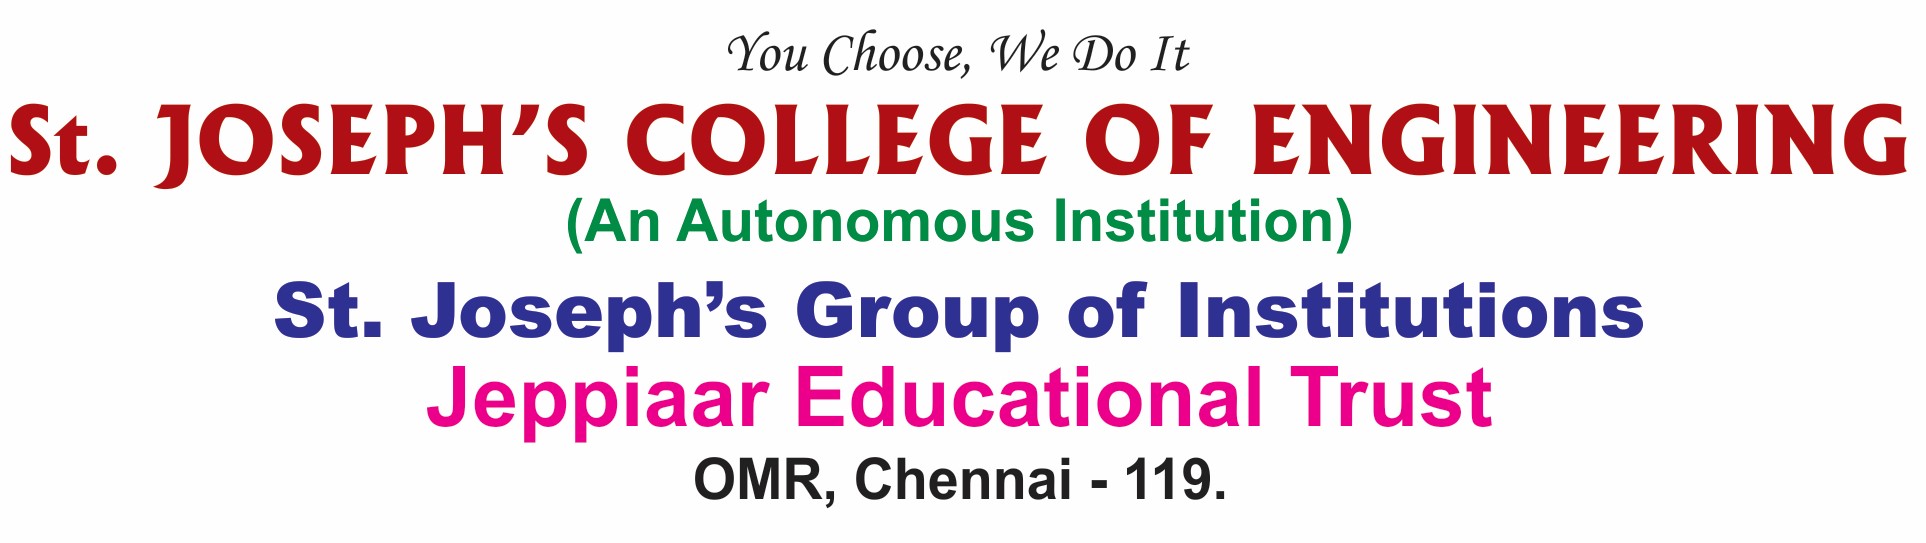 You Choose, We Do It
St. JOSEPH’S COLLEGE OF ENGINEERING
(An Autonomous Institution)
St. Joseph’s Group of Institutions
Jeppiaar Educational Trust
OMR, Chennai - 119.